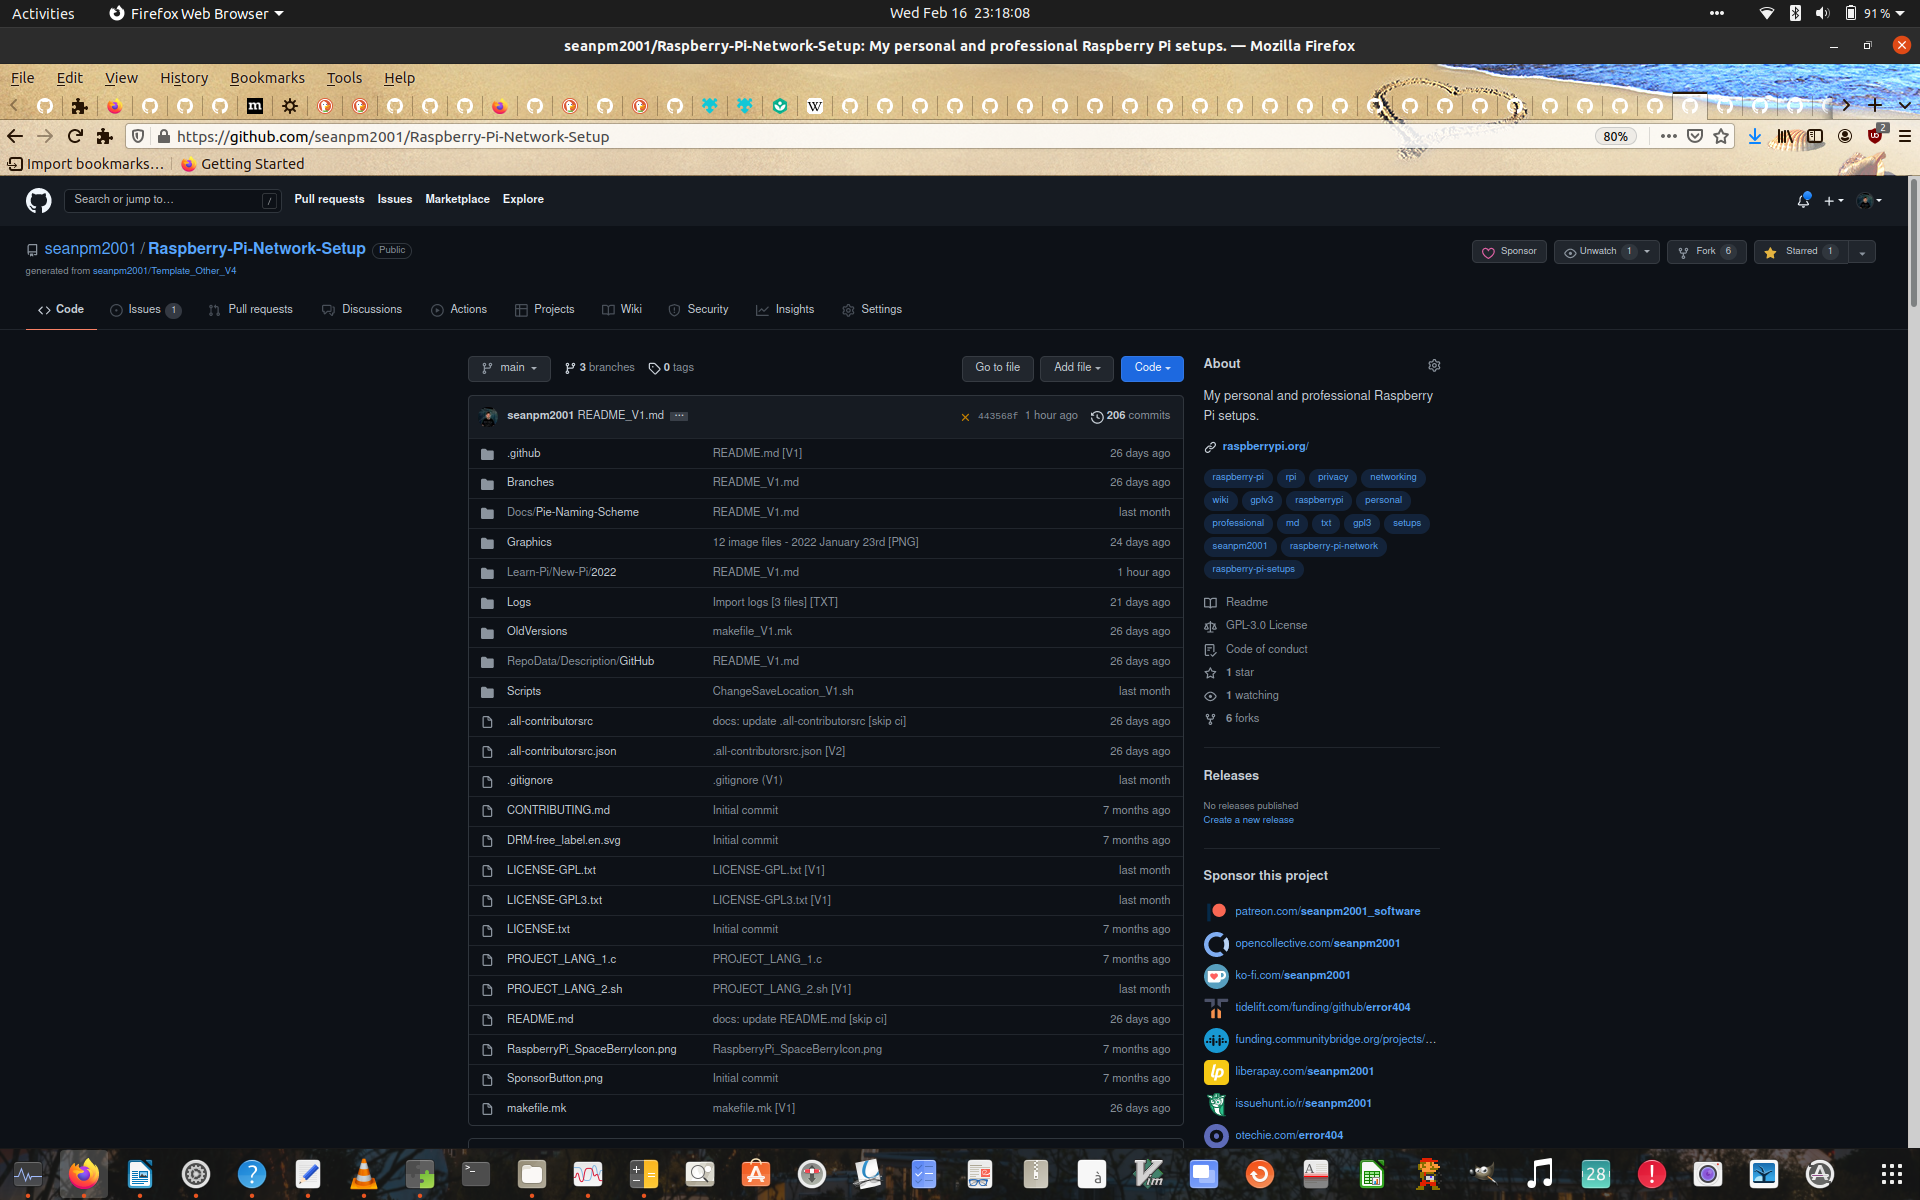 Activities Firefox Web Browser Wed Feb 16 23:18:08 91 %
seanpm2001/Raspberry-Pi-Network-Setup: My personal and professional Raspberry Pi setups. — Mozilla Firefox
File Edit View History Bookmarks Tools Help
https://github.com/seanpm2001/Raspberry-Pi-Network-Setup 80% 2
Import bookmarks… Getting Started
Search or jump to… / Pull requests Issues Marketplace Explore
seanpm2001 / Raspberry-Pi-Network-Setup Public Sponsor Unwatch 1 Fork 6 Starred 1
generated from seanpm2001/Template_Other_V4
Code Issues 1 Pull requests Discussions Actions Projects Wiki Security Insights Settings
main 3 branches 0 tags Go to file Add file Code
seanpm2001 README_V1.md ... 443568f 1 hour ago 206 commits
.github README.md [V1] 26 days ago
Branches README_V1.md 26 days ago
Docs/Pie-Naming-Scheme README_V1.md last month
Graphics 12 image files - 2022 January 23rd [PNG] 24 days ago
Learn-Pi/New-Pi/2022 README_V1.md 1 hour ago
Logs Import logs [3 files] [TXT] 21 days ago
OldVersions makefile_V1.mk 26 days ago
RepoData/Description/GitHub README_V1.md 26 days ago
Scripts ChangeSaveLocation_V1.sh last month
.all-contributorsrc docs: update .all-contributorsrc [skip ci] 26 days ago
.all-contributorsrc.json .all-contributorsrc.json [V2] 26 days ago
.gitignore .gitignore (V1) last month
CONTRIBUTING.md Initial commit 7 months ago
DRM-free_label.en.svg Initial commit 7 months ago
LICENSE-GPL.txt LICENSE-GPL.txt [V1] last month
LICENSE-GPL3.txt LICENSE-GPL3.txt [V1] last month
LICENSE.txt Initial commit 7 months ago
PROJECT_LANG_1.c PROJECT_LANG_1.c 7 months ago
PROJECT_LANG_2.sh PROJECT_LANG_2.sh [V1] last month
README.md docs: update README.md [skip ci] 26 days ago
RaspberryPi_SpaceBerryIcon.png RaspberryPi_SpaceBerryIcon.png 7 months ago
SponsorButton.png Initial commit 7 months ago
makefile.mk makefile.mk [V1] 26 days ago
About
My personal and professional Raspberry
Pi setups.
raspberrypi.org/
raspberry-pi rpi privacy networking
wiki gplv3 raspberrypi personal
professional md txt gpl3 setups
seanpm2001 raspberry-pi-network
raspberry-pi-setups
Readme
GPL-3.0 License
Code of conduct
1 star
1 watching
6 forks
Releases
No releases published
Create a new release
Sponsor this project
patreon.com/seanpm2001_software
opencollective.com/seanpm2001
ko-fi.com/seanpm2001
tidelift.com/funding/github/error404
funding.communitybridge.org/projects/…
liberapay.com/seanpm2001
issuehunt.io/r/seanpm2001
otechie.com/error404
28